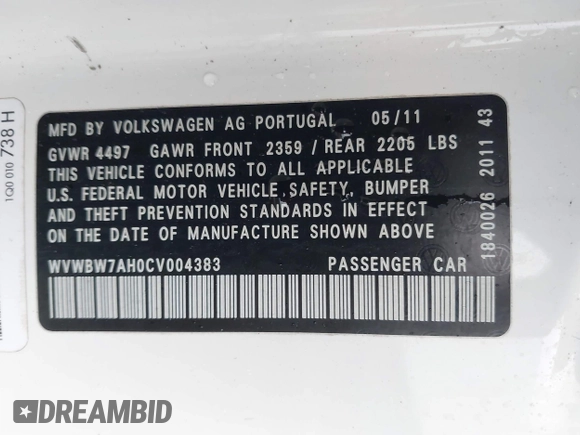 MFD BY VOLKSWAGEN AG PORTUGAL 05/11
GVWR 4497 GAWR FRONT 2359 / REAR 2205 LBS
THIS VEHICLE CONFORMS TO ALL APPLICABLE
U.S. FEDERAL MOTOR VEHICLE SAFETY, BUMPER
AND THEFT PREVENTION STANDARDS IN EFFECT
ON THE DATE OF MANUFACTURE SHOWN ABOVE
WVWBW7AH0CV004383 PASSENGER CAR
1840026 2011 43
1Q0 010 738 H
DREAMBID